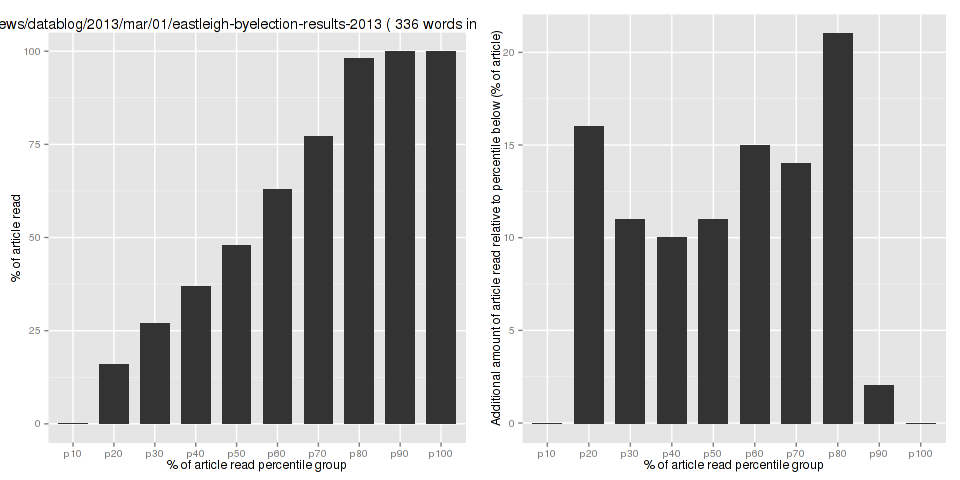 ews/datablog/2013/mar/01/eastleigh-byelection-results-2013 ( 336 words in
% of article read
100
75
50
25
0
p10 p20 p30 p40 p50 p60 p70 p80 p90 p100
% of article read percentile group
Additional amount of article read relative to percentile below (% of article)
20
15
10
5
0
p10 p20 p30 p40 p50 p60 p70 p80 p90 p100
% of article read percentile group